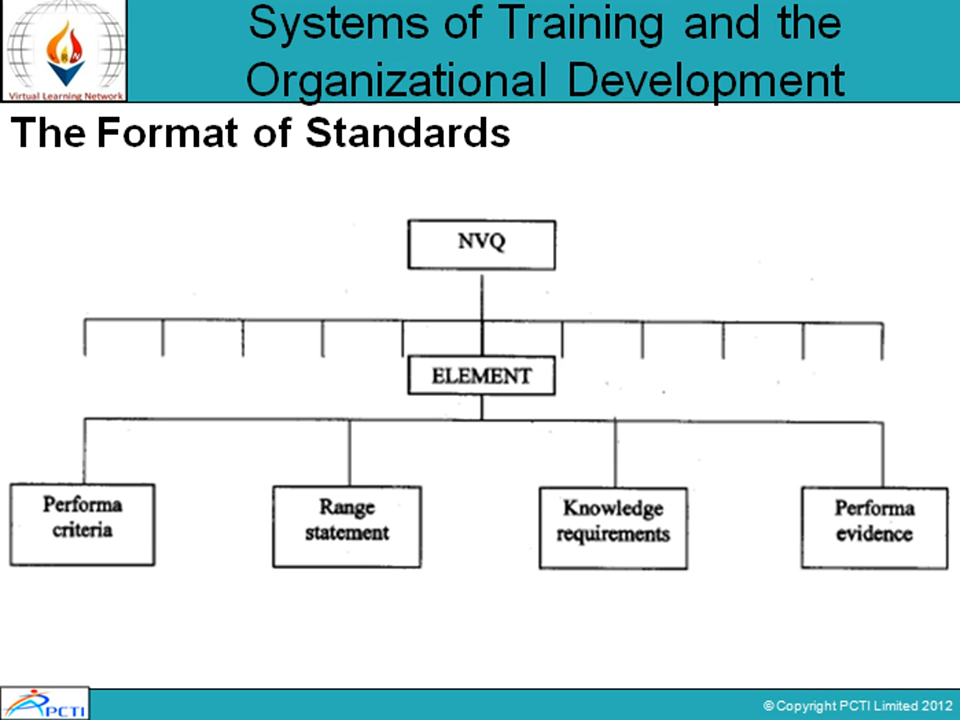 Systems of Training and the
Organizational Development
Virtual Learning Network
The Format of Standards
NVQ
ELEMENT
Performa
criteria
Range
statement
Knowledge
requirements
Performa
evidence
PCTI
© Copyright PCTI Limited 2012